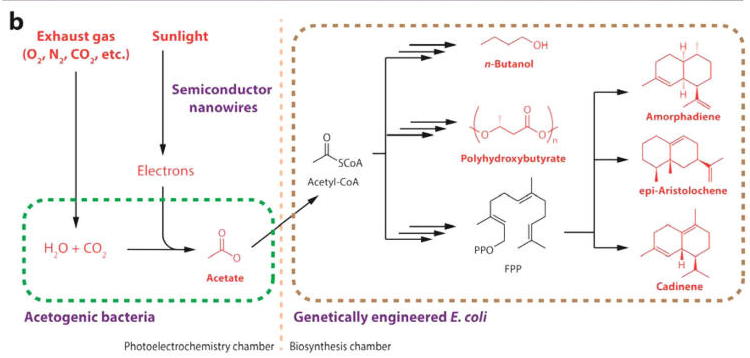 b
Exhaust gas
(O₂, N₂, CO₂, etc.)
Sunlight
Semiconductor
nanowires
Electrons
H₂O + CO₂
O
O
Acetate
Acetogenic bacteria
Photoelectrochemistry chamber
O
SCoA
Acetyl-CoA
OH
n-Butanol
O
O
O
n
Polyhydroxybutyrate
PPO
FPP
H
H
Amorphadiene
epi-Aristolochene
H
Cadinene
Genetically engineered E. coli
Biosynthesis chamber